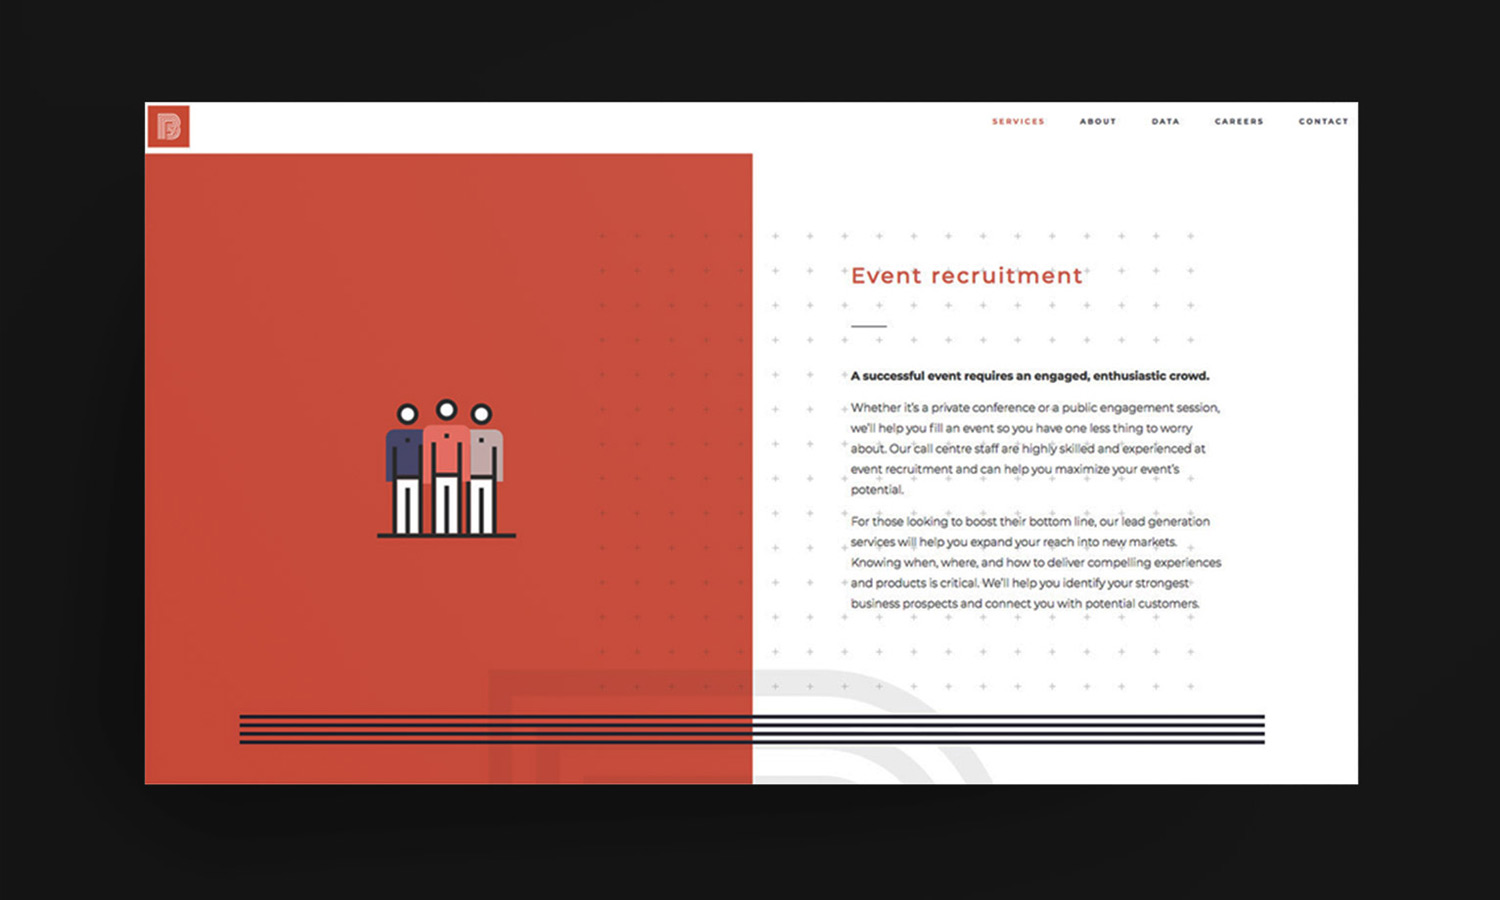 SERVICES ABOUT DATA CAREERS CONTACT
Event recruitment
A successful event requires an engaged, enthusiastic crowd.
Whether it's a private conference or a public engagement session,
we'll help you fill an event so you have one less thing to worry
about. Our call centre staff are highly skilled and experienced at
event recruitment and can help you maximize your event's
potential.
For those looking to boost their bottom line, our lead generation
services will help you expand your reach into new markets.
Knowing when, where, and how to deliver compelling experiences
and products is critical. We'll help you identify your strongest
business prospects and connect you with potential customers.